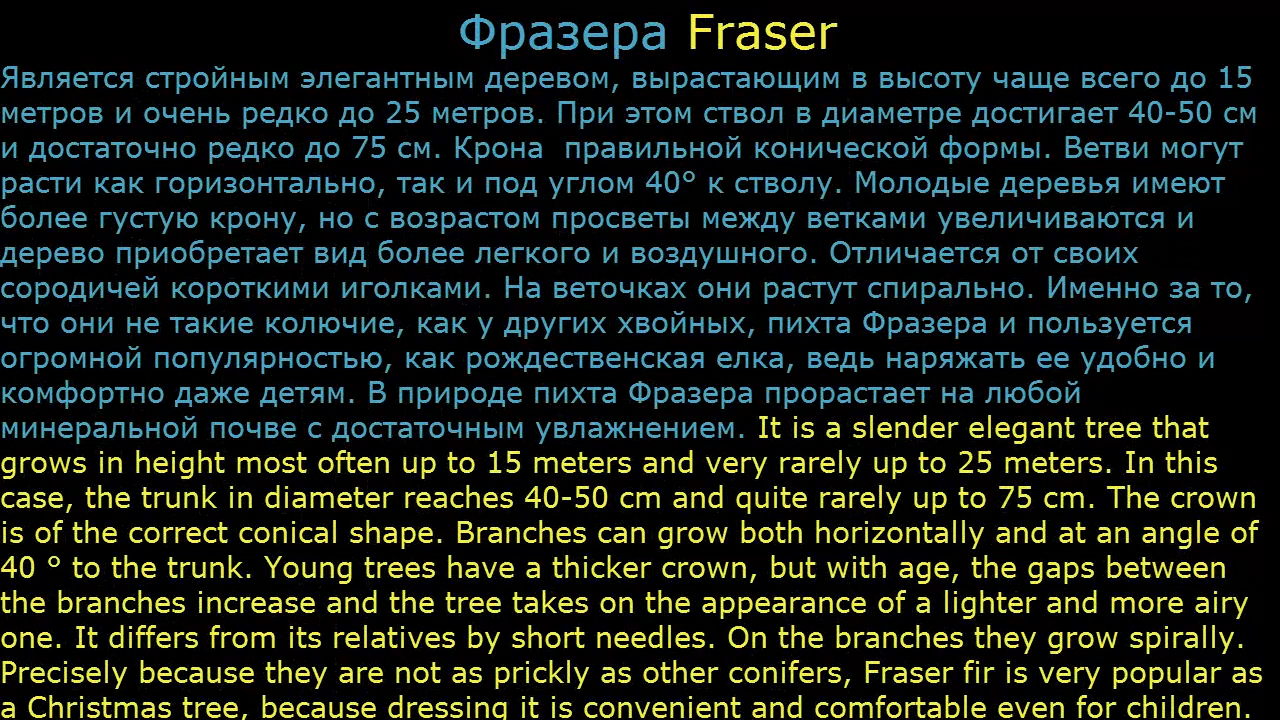 Фразера Fraser
Является стройным элегантным деревом, вырастающим в высоту чаще всего до 15
метров и очень редко до 25 метров. При этом ствол в диаметре достигает 40-50 см
и достаточно редко до 75 см. Крона  правильной конической формы. Ветви могут
расти как горизонтально, так и под углом 40° к стволу. Молодые деревья имеют
более густую крону, но с возрастом просветы между ветками увеличиваются и
дерево приобретает вид более легкого и воздушного. Отличается от своих
сородичей короткими иголками. На веточках они растут спирально. Именно за то,
что они не такие колючие, как у других хвойных, пихта Фразера и пользуется
огромной популярностью, как рождественская елка, ведь наряжать ее удобно и
комфортно даже детям. В природе пихта Фразера прорастает на любой
минеральной почве с достаточным увлажнением. It is a slender elegant tree that
grows in height most often up to 15 meters and very rarely up to 25 meters. In this
case, the trunk in diameter reaches 40-50 cm and quite rarely up to 75 cm. The crown
is of the correct conical shape. Branches can grow both horizontally and at an angle of
40 ° to the trunk. Young trees have a thicker crown, but with age, the gaps between
the branches increase and the tree takes on the appearance of a lighter and more airy
one. It differs from its relatives by short needles. On the branches they grow spirally.
Precisely because they are not as prickly as other conifers, Fraser fir is very popular as
a Christmas tree, because dressing it is convenient and comfortable even for children.